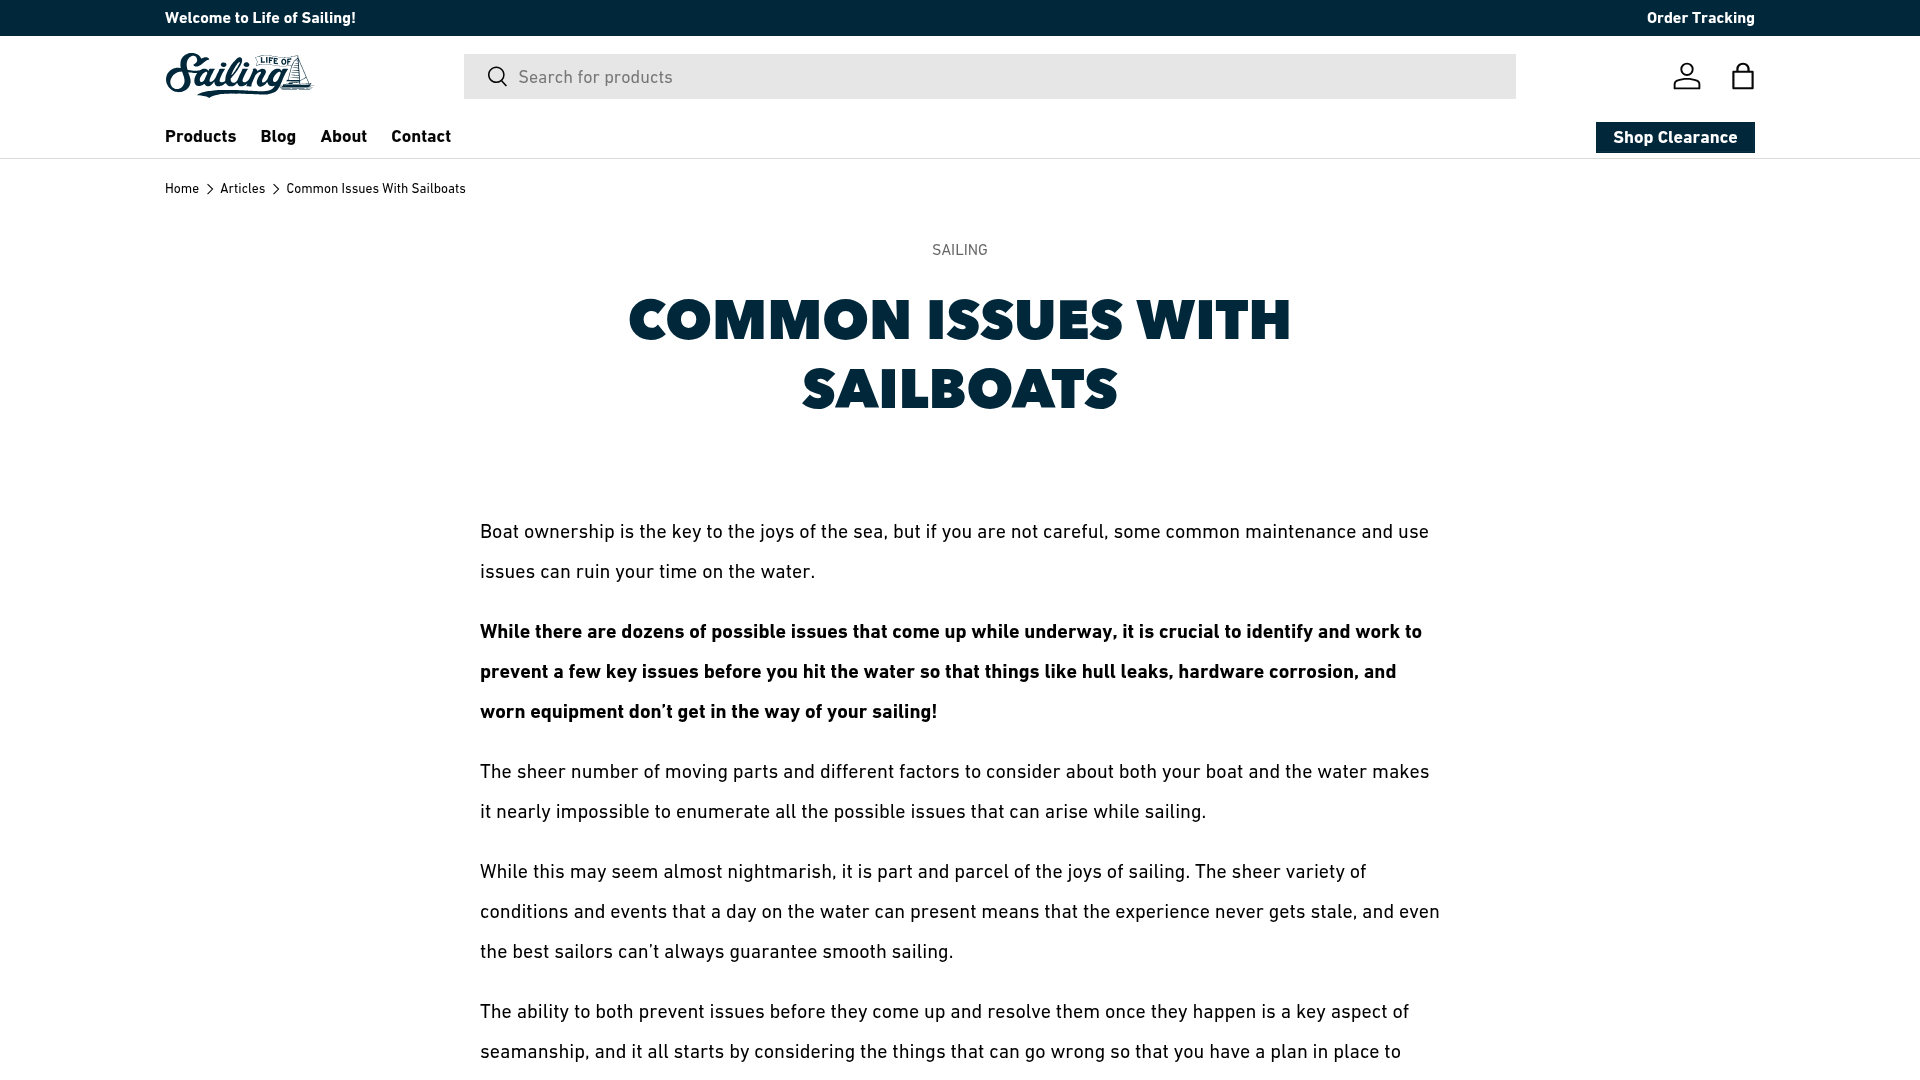 Welcome to Life of Sailing!
Order Tracking
LIFE OF
Sailing
Search for products
Products
Blog
About
Contact
Shop Clearance
Home
Articles
Common Issues With Sailboats
SAILING
COMMON ISSUES WITH
SAILBOATS
Boat ownership is the key to the joys of the sea, but if you are not careful, some common maintenance and use
issues can ruin your time on the water.
While there are dozens of possible issues that come up while underway, it is crucial to identify and work to
prevent a few key issues before you hit the water so that things like hull leaks, hardware corrosion, and
worn equipment don’t get in the way of your sailing!
The sheer number of moving parts and different factors to consider about both your boat and the water makes
it nearly impossible to enumerate all the possible issues that can arise while sailing.
While this may seem almost nightmarish, it is part and parcel of the joys of sailing. The sheer variety of
conditions and events that a day on the water can present means that the experience never gets stale, and even
the best sailors can’t always guarantee smooth sailing.
The ability to both prevent issues before they come up and resolve them once they happen is a key aspect of
seamanship, and it all starts by considering the things that can go wrong so that you have a plan in place to